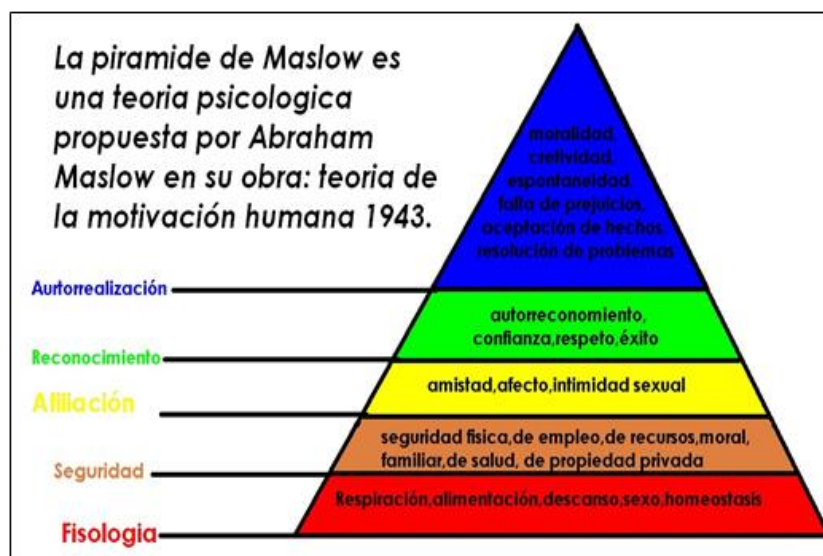 La piramide de Maslow es
una teoria psicologica
propuesta por Abraham
Maslow en su obra: teoria de
la motivación humana 1943.
moralidad,
cretividad,
espontaneidad,
falta de prejuicios,
aceptación de hechos,
resolución de problemas
Aurtorrealización
autorreconomiento,
confianza,respeto,éxito
Reconocimiento
amistad,afecto,intimidad sexual
Afiliación
seguridad fisica,de empleo,de recursos,moral,
familiar,de salud, de propiedad privada
Seguridad
Respiración,alimentación,descanso,sexo,homeostasis
Fisologia